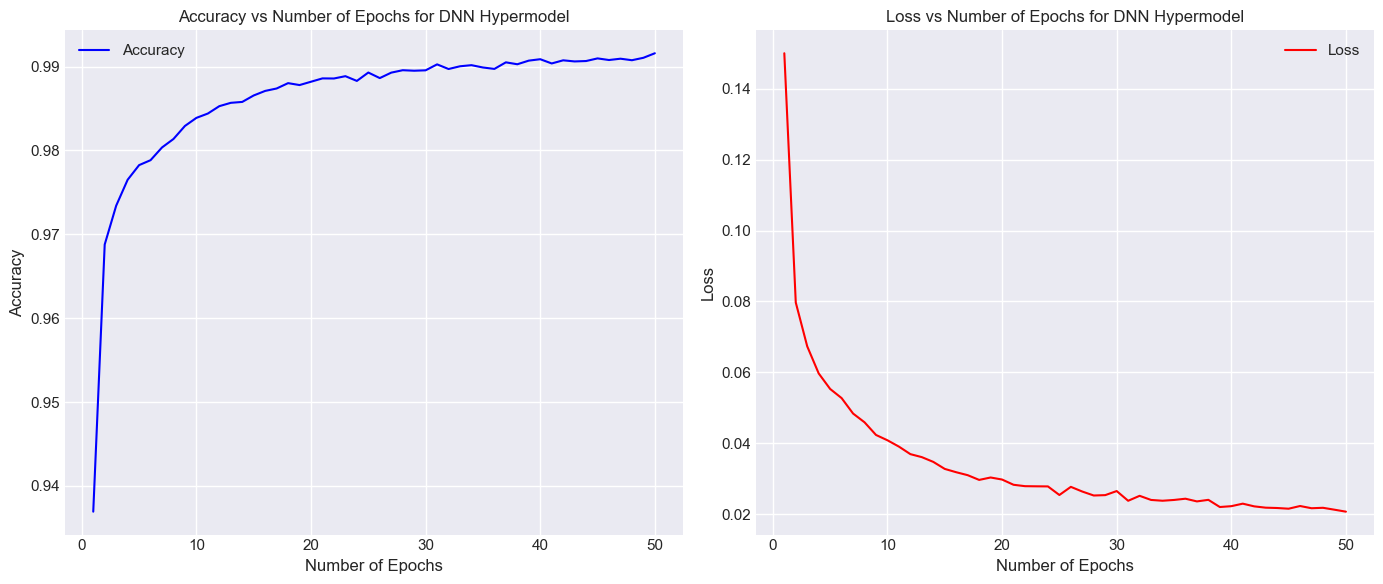 Accuracy vs Number of Epochs for DNN Hypermodel
Accuracy
0.99
0.98
0.97
0.96
0.95
0.94
Accuracy
0 10 20 30 40 50
Number of Epochs
Loss vs Number of Epochs for DNN Hypermodel
Loss
0.14
0.12
0.10
0.08
0.06
0.04
0.02
Loss
0 10 20 30 40 50
Number of Epochs